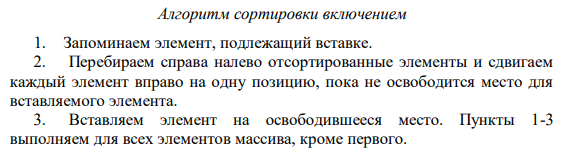 Алгоритм сортировки включением
1. Запоминаем элемент, подлежащий вставке.
2. Перебираем справа налево отсортированные элементы и сдвигаем
каждый элемент вправо на одну позицию, пока не освободится место для
вставляемого элемента.
3. Вставляем элемент на освободившееся место. Пункты 1-3
выполняем для всех элементов массива, кроме первого.